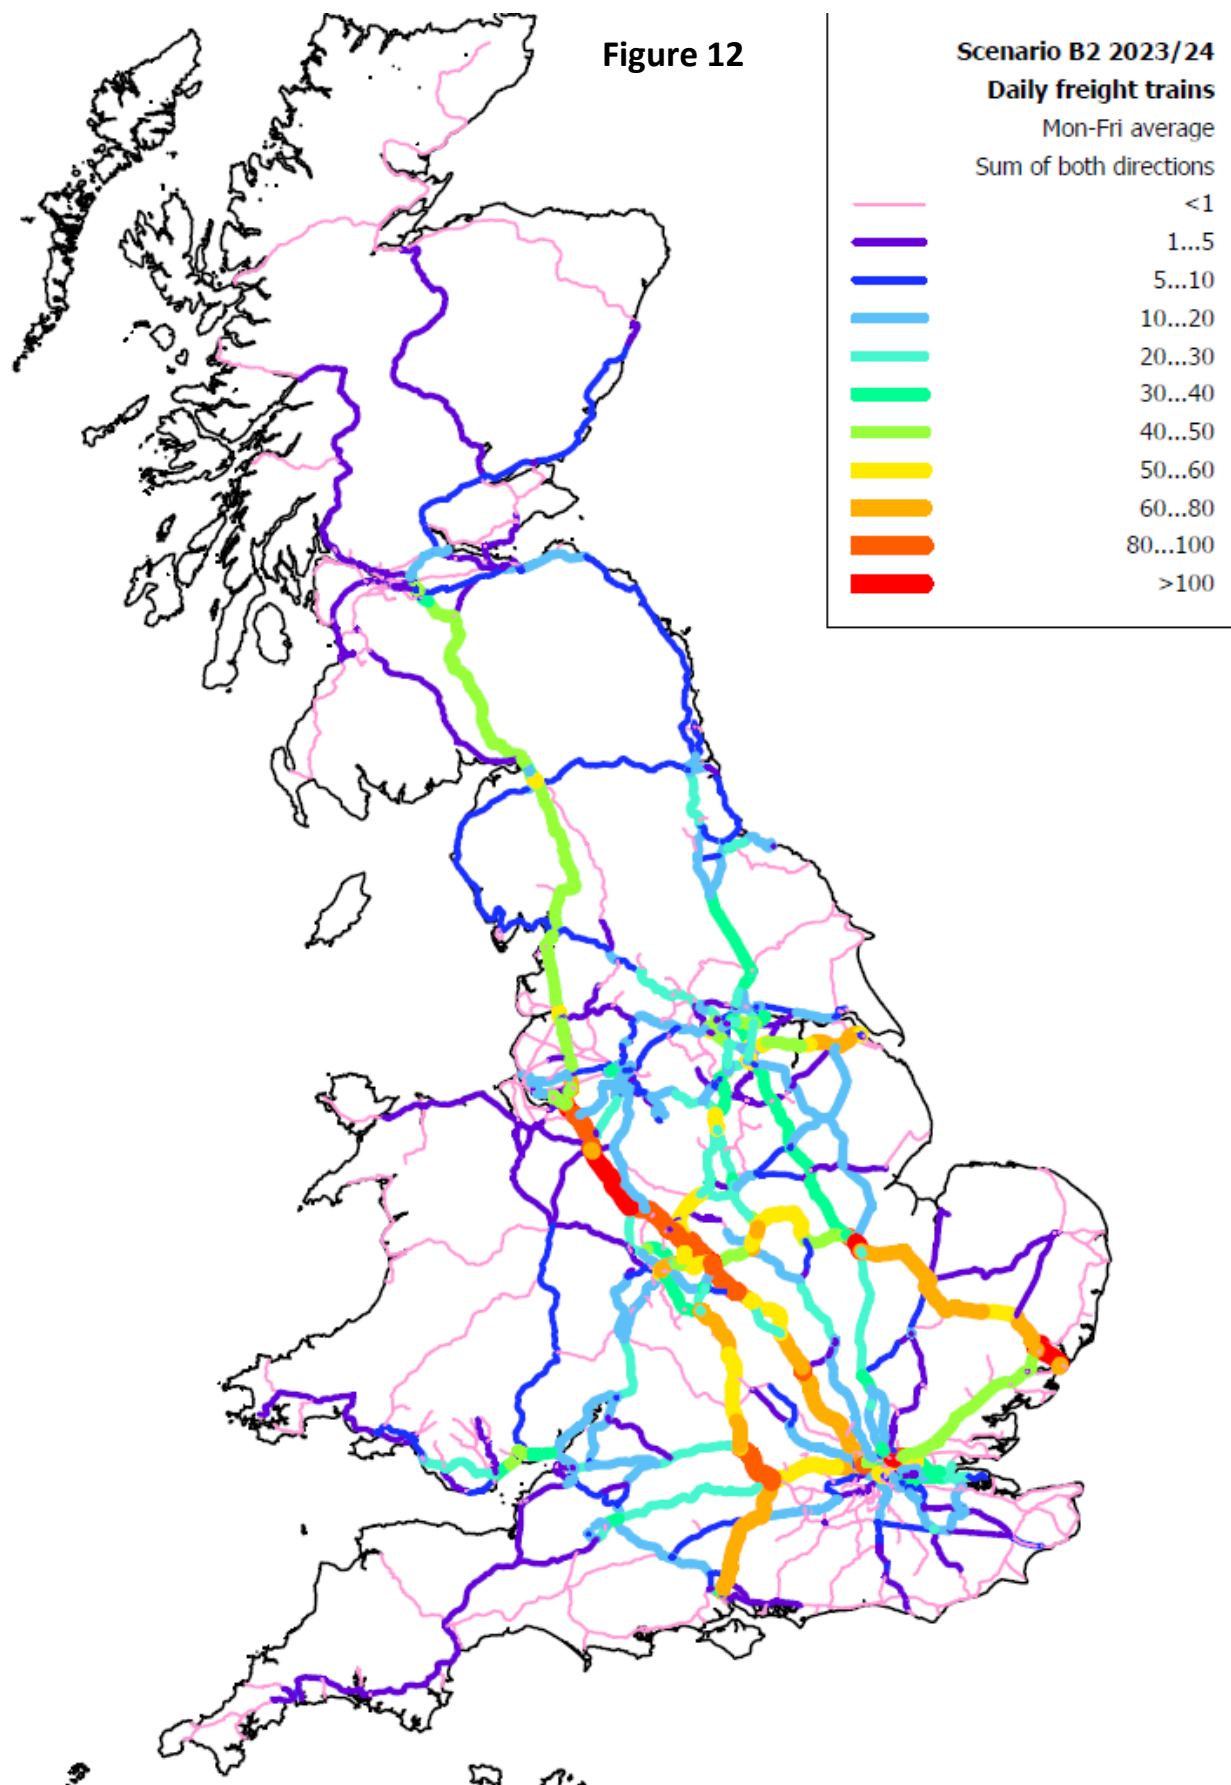 Figure 12
Scenario B2 2023/24
Daily freight trains
Mon-Fri average
Sum of both directions
<1
1...5
5...10
10...20
20...30
30...40
40...50
50...60
60...80
80...100
>100